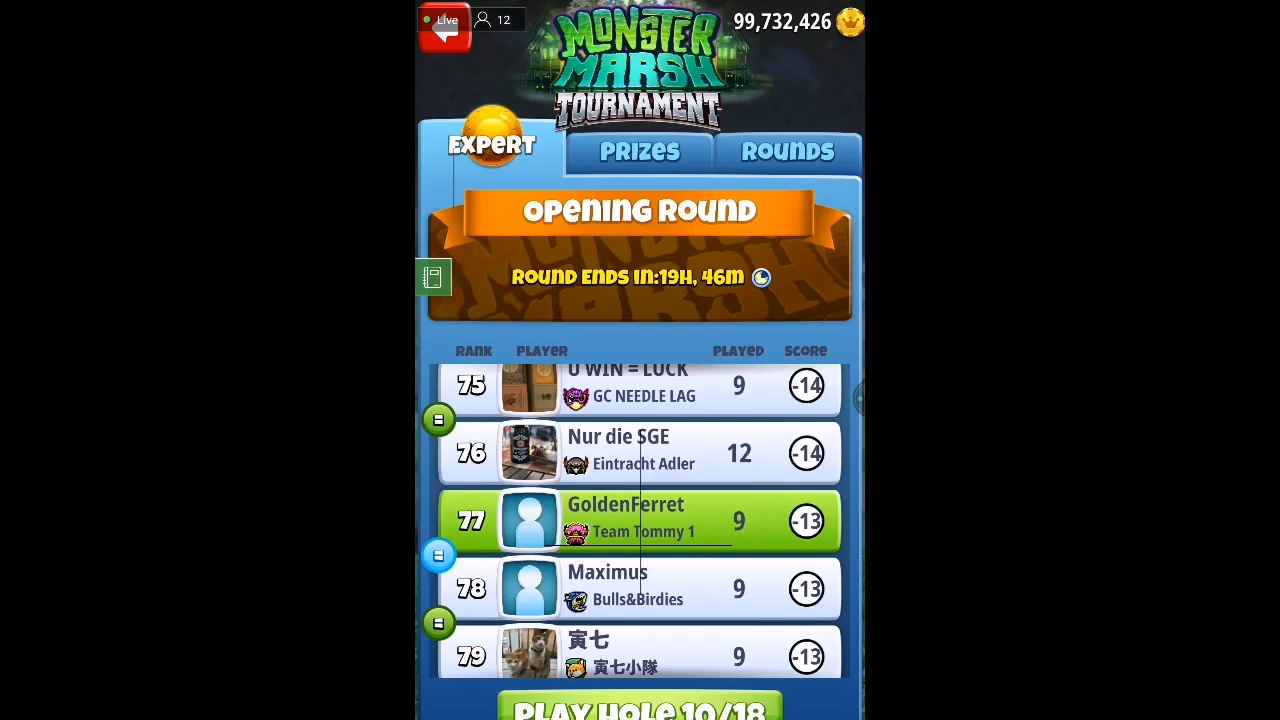 Live 12
99,732,426
MONSTER
MARSH
TOURNAMENT
EXPERT
PRIZES
ROUNDS
OPENING ROUND
ROUND ENDS IN:19H, 46M
RANK PLAYER PLAYED SCORE
75 U WIN = LUCK 9 -14
GC NEEDLE LAG
76 Nur die SGE 12 -14
Eintracht Adler
77 GoldenFerret 9 -13
Team Tommy 1
78 Maximus 9 -13
Bulls&Birdies
79 寅七 9 -13
寅七小隊
PLAY HOLE 10/18